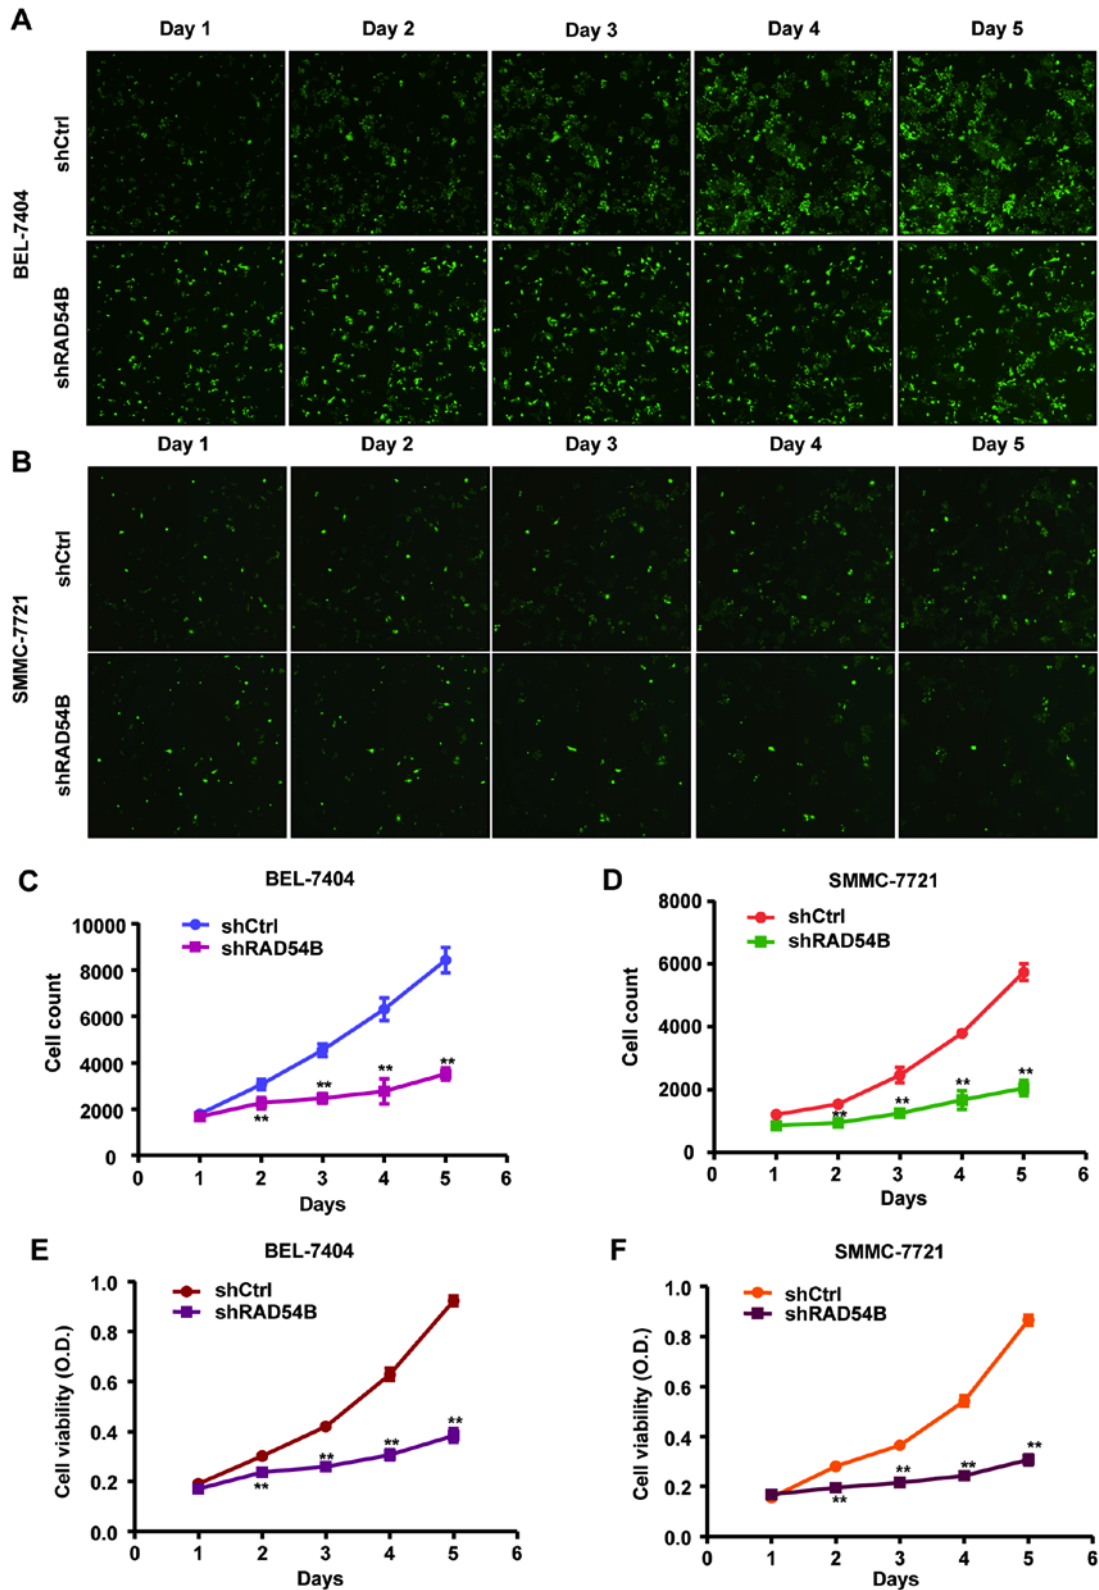 A
Day 1 Day 2 Day 3 Day 4 Day 5
BEL-7404
shCtrl
shRAD54B
B
Day 1 Day 2 Day 3 Day 4 Day 5
SMMC-7721
shCtrl
shRAD54B
C
BEL-7404
shCtrl
shRAD54B
Cell count
10000
8000
6000
4000
2000
0
** ** ** **
0 1 2 3 4 5 6
Days
D
SMMC-7721
shCtrl
shRAD54B
Cell count
8000
6000
4000
2000
0
** ** ** **
0 1 2 3 4 5 6
Days
E
BEL-7404
shCtrl
shRAD54B
Cell viability (O.D.)
1.0
0.8
0.6
0.4
0.2
0.0
** ** ** **
0 1 2 3 4 5 6
Days
F
SMMC-7721
shCtrl
shRAD54B
Cell viability (O.D.)
1.0
0.8
0.6
0.4
0.2
0.0
** ** ** **
0 1 2 3 4 5 6
Days